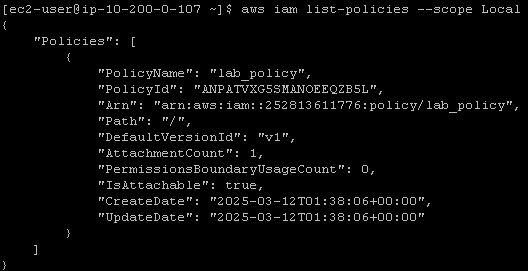 [ec2-user@ip-10-200-0-107 ~]$ aws iam list-policies --scope Local
{
    "Policies": [
        {
            "PolicyName": "lab_policy",
            "PolicyId": "ANPATVXG5SMANOEEQZB5L",
            "Arn": "arn:aws:iam::252813611776:policy/lab_policy",
            "Path": "/",
            "DefaultVersionId": "v1",
            "AttachmentCount": 1,
            "PermissionsBoundaryUsageCount": 0,
            "IsAttachable": true,
            "CreateDate": "2025-03-12T01:38:06+00:00",
            "UpdateDate": "2025-03-12T01:38:06+00:00"
        }
    ]
}